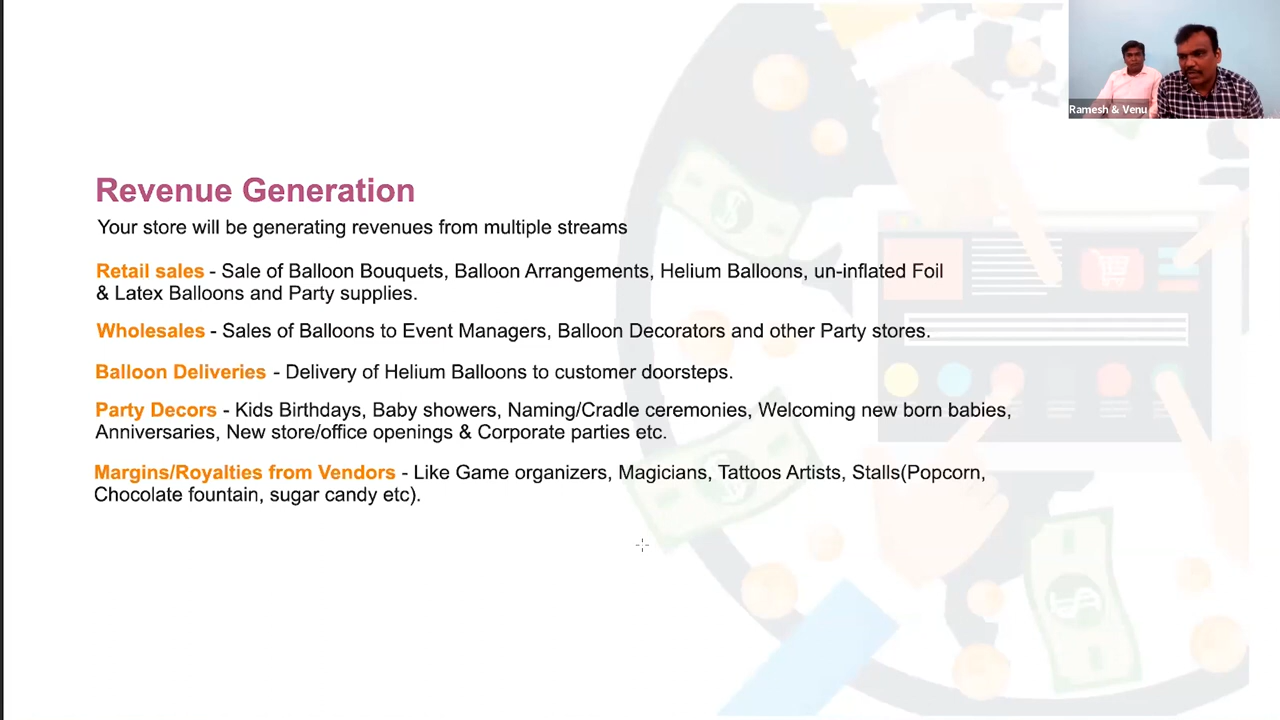 Ramesh & Venu
Revenue Generation
Your store will be generating revenues from multiple streams
Retail sales - Sale of Balloon Bouquets, Balloon Arrangements, Helium Balloons, un-inflated Foil
& Latex Balloons and Party supplies.
Wholesales - Sales of Balloons to Event Managers, Balloon Decorators and other Party stores.
Balloon Deliveries - Delivery of Helium Balloons to customer doorsteps.
Party Decors - Kids Birthdays, Baby showers, Naming/Cradle ceremonies, Welcoming new born babies,
Anniversaries, New store/office openings & Corporate parties etc.
Margins/Royalties from Vendors - Like Game organizers, Magicians, Tattoos Artists, Stalls(Popcorn,
Chocolate fountain, sugar candy etc).